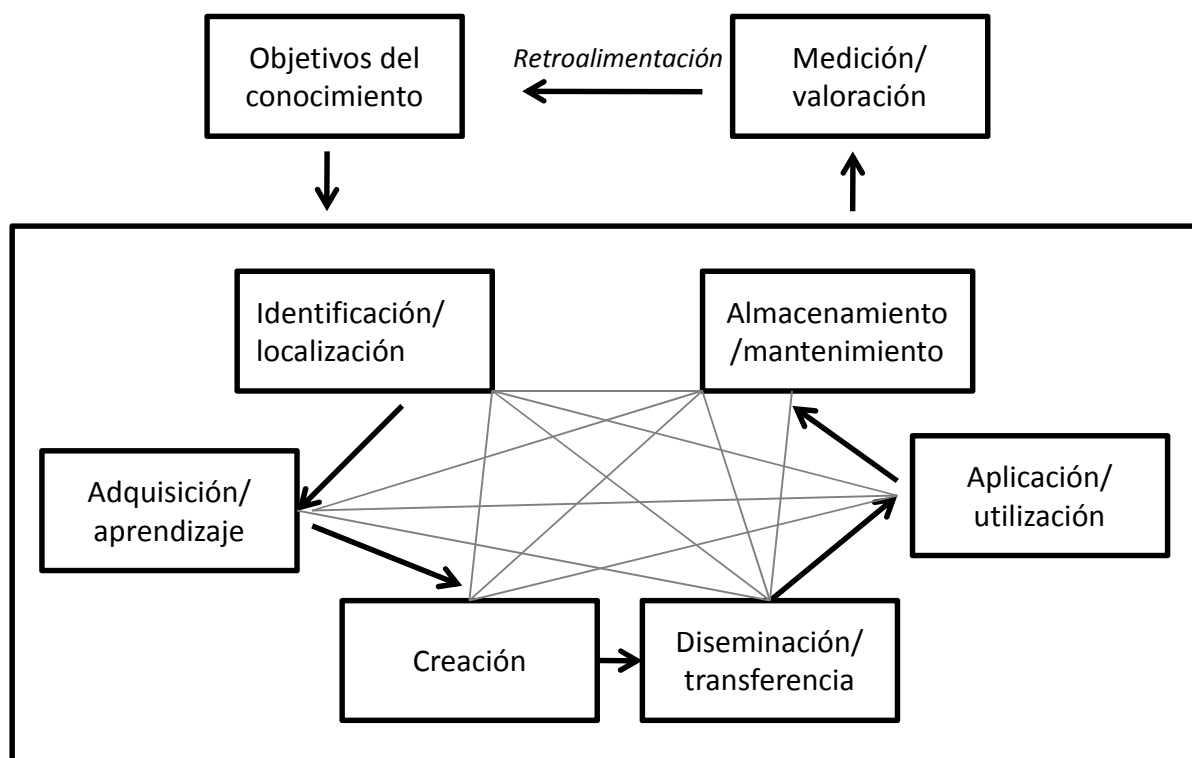 Objetivos del
conocimiento
Retroalimentación
Medición/
valoración
Identificación/
localización
Almacenamiento
/mantenimiento
Adquisición/
aprendizaje
Aplicación/
utilización
Creación
Diseminación/
transferencia